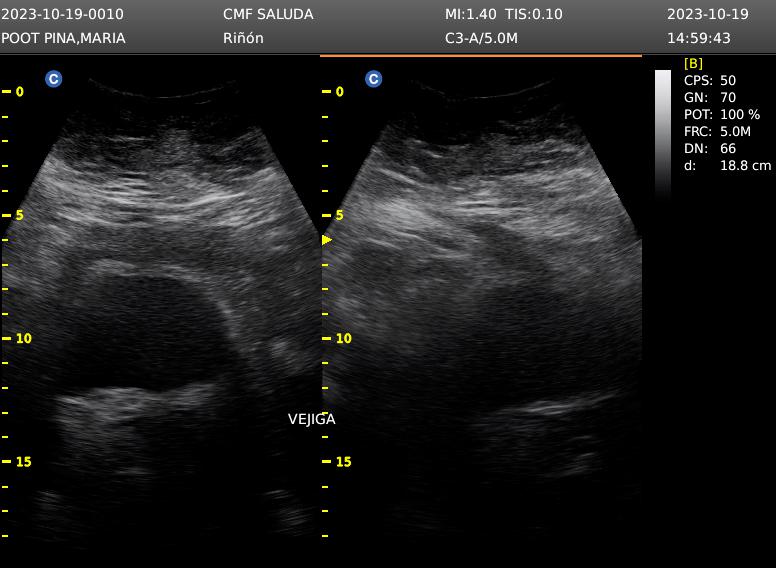 2023-10-19-0010 CMF SALUDA MI:1.40 TIS:0.10 2023-10-19
POOT PINA,MARIA Riñón C3-A/5.0M 14:59:43
C
C
[B]
CPS: 50
GN: 70
POT: 100 %
FRC: 5.0M
DN: 66
d: 18.8 cm
0
5
10
15
0
5
10
15
VEJIGA